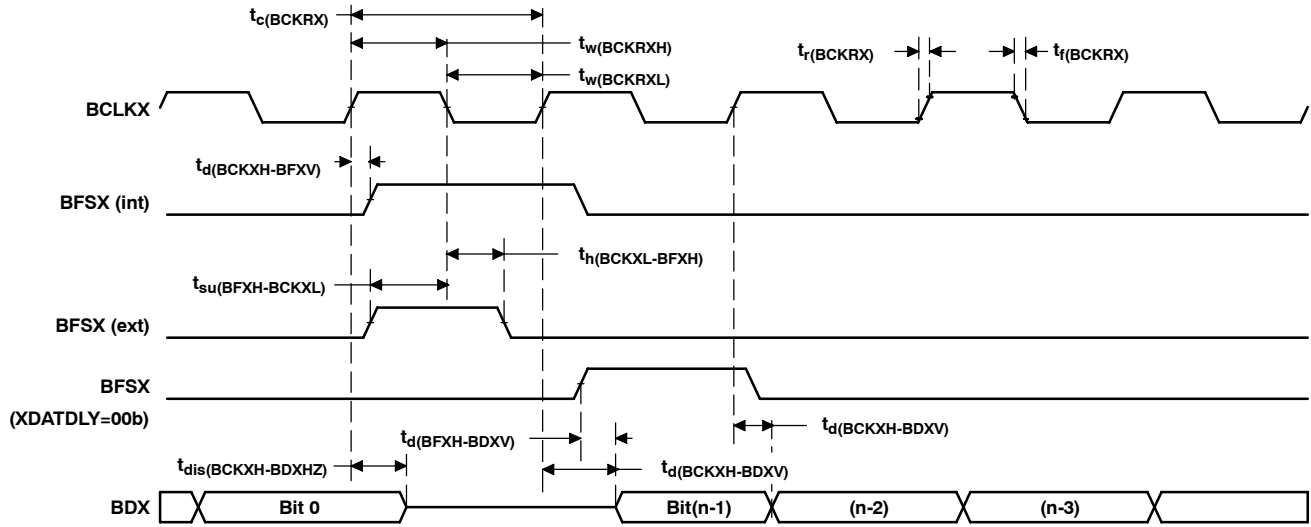 tc(BCKRX)
tw(BCKRXH)
tr(BCKRX)
tf(BCKRX)
tw(BCKRXL)
BCLKX
td(BCKXH-BFXV)
BFSX (int)
th(BCKXL-BFXH)
tsu(BFXH-BCKXL)
BFSX (ext)
BFSX
(XDATDLY=00b)
td(BFXH-BDXV)
td(BCKXH-BDXV)
tdis(BCKXH-BDXHZ)
td(BCKXH-BDXV)
BDX
Bit 0
Bit(n-1)
(n-2)
(n-3)